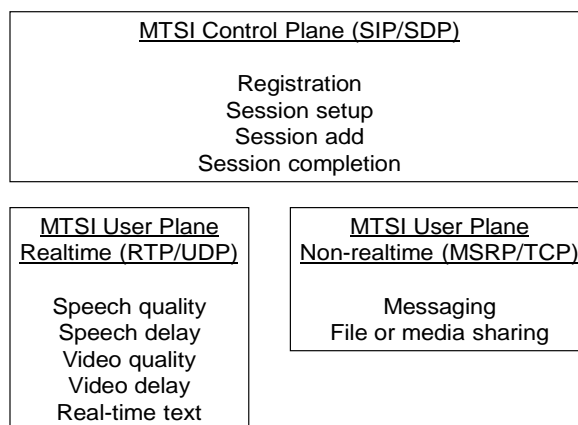 MTSI Control Plane (SIP/SDP)
Registration
Session setup
Session add
Session completion
MTSI User Plane
Realtime (RTP/UDP)
Speech quality
Speech delay
Video quality
Video delay
Real-time text
MTSI User Plane
Non-realtime (MSRP/TCP)
Messaging
File or media sharing